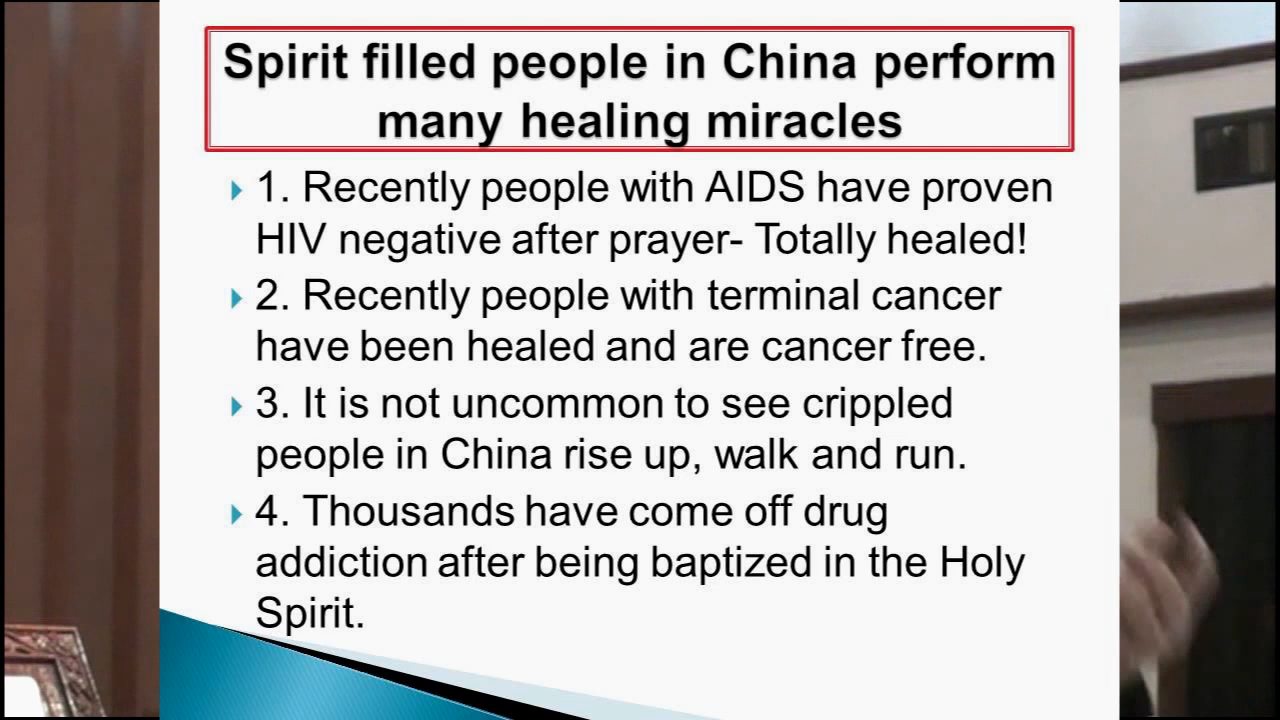 Spirit filled people in China perform
many healing miracles
1. Recently people with AIDS have proven
HIV negative after prayer- Totally healed!
2. Recently people with terminal cancer
have been healed and are cancer free.
3. It is not uncommon to see crippled
people in China rise up, walk and run.
4. Thousands have come off drug
addiction after being baptized in the Holy
Spirit.